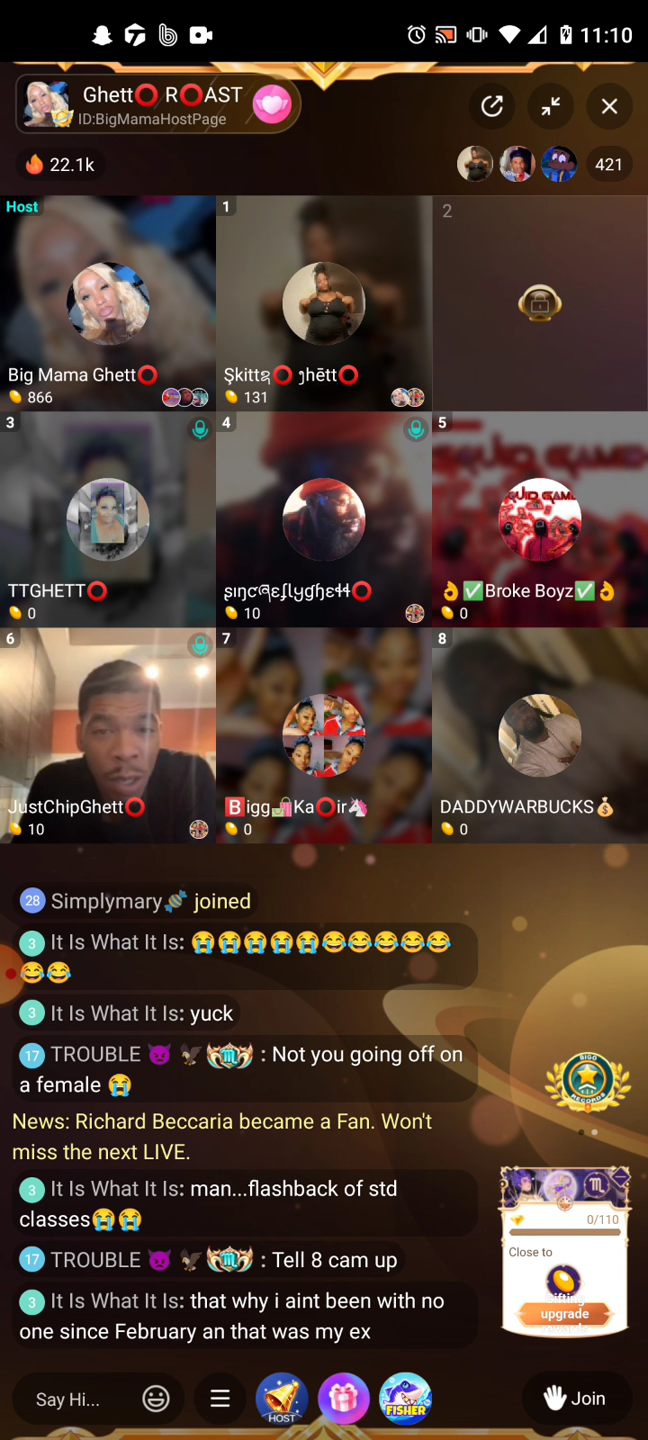 11:10
Ghett⭕ R⭕AST
ID:BigMamaHostPage
🔥 22.1k
421
Host
Big Mama Ghett⭕
866
1
131
2
3
TTGHETT⭕
0
4
10
5
SQUID GAME
👌✅Broke Boyz✅👌
0
6
JustChipGhett⭕
10
7
🅱️igg🛍️Ka⭕ir🦄
0
8
DADDYWARBUCKS💰
0
28 Simplymary🍬 joined
3 It Is What It Is: 😭😭😭😭😭😂😂😂😂😂
😂😂
3 It Is What It Is: yuck
17 TROUBLE 😈 🦅 ♏ : Not you going off on
a female 😭
News: Richard Beccaria became a Fan. Won't
miss the next LIVE.
3 It Is What It Is: man...flashback of std
classes😭😭
17 TROUBLE 😈 🦅 ♏ : Tell 8 cam up
3 It Is What It Is: that why i aint been with no
one since February an that was my ex
BIGO
RECORDS
0/110
Close to
Gifting
upgrade
Say Hi...
HOST
FISHER
Join